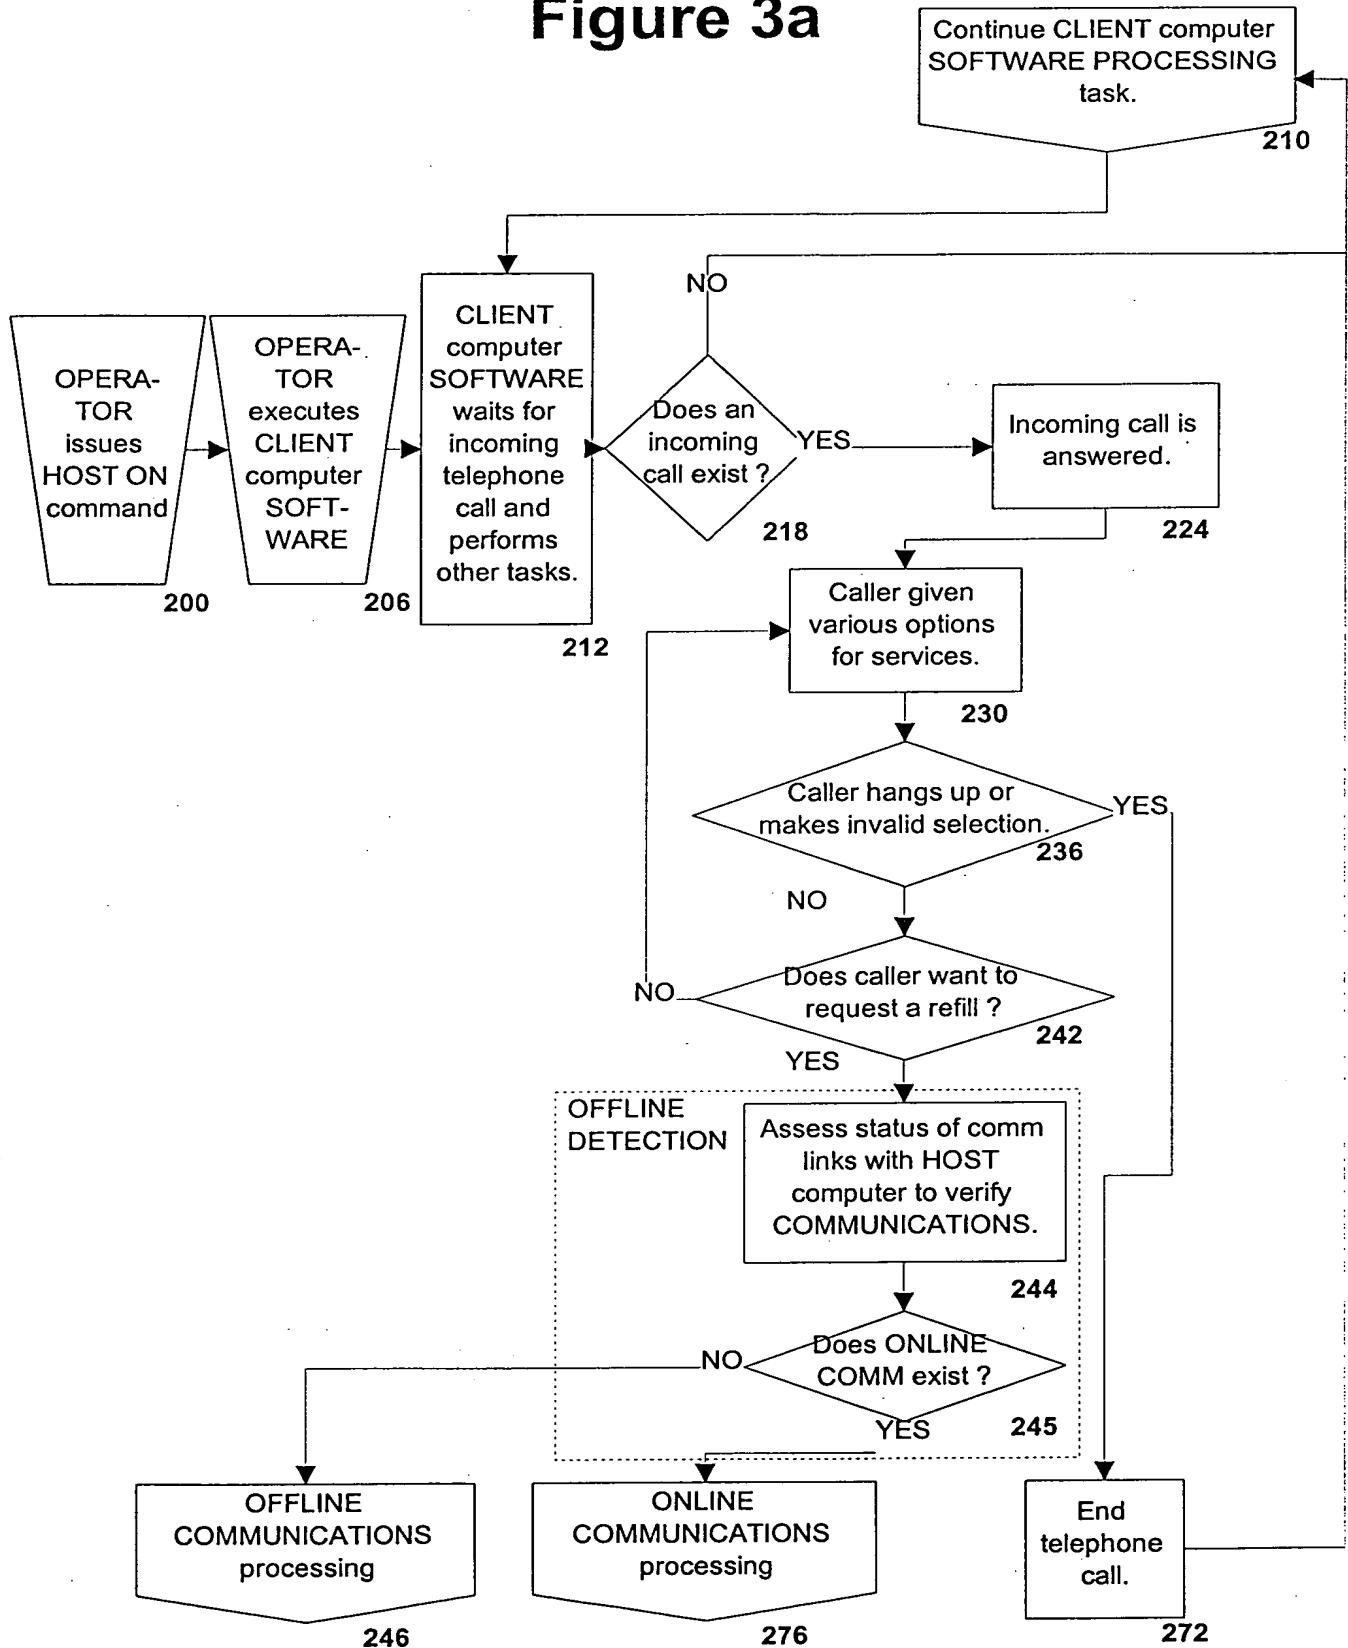 Figure 3a
Continue CLIENT computer
SOFTWARE PROCESSING
task.
210
NO
OPERA-
TOR
issues
HOST ON
command
200
OPERA-
TOR
executes
CLIENT
computer
SOFT-
WARE
206
CLIENT
computer
SOFTWARE
waits for
incoming
telephone
call and
performs
other tasks.
212
Does an
incoming
call exist ?
218
YES
Incoming call is
answered.
224
Caller given
various options
for services.
230
Caller hangs up or
makes invalid selection.
236
YES
NO
Does caller want to
request a refill ?
242
NO
YES
OFFLINE
DETECTION
Assess status of comm
links with HOST
computer to verify
COMMUNICATIONS.
244
Does ONLINE
COMM exist ?
245
NO
YES
OFFLINE
COMMUNICATIONS
processing
246
ONLINE
COMMUNICATIONS
processing
276
End
telephone
call.
272